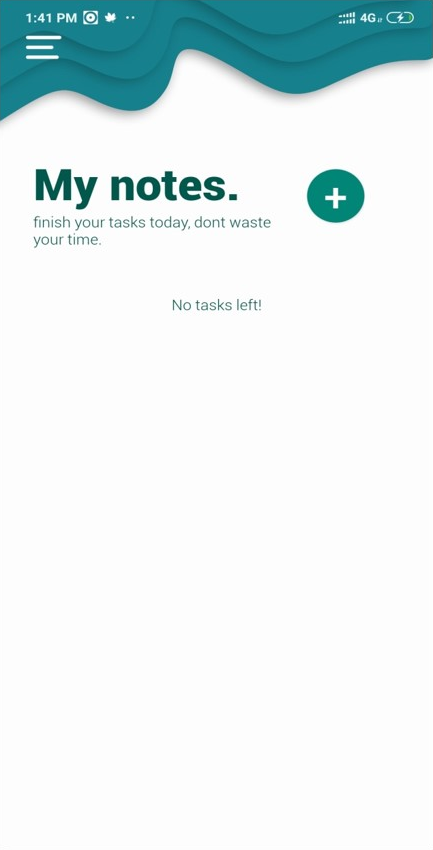 1:41 PM
4G
My notes.
finish your tasks today, dont waste
your time.
No tasks left!